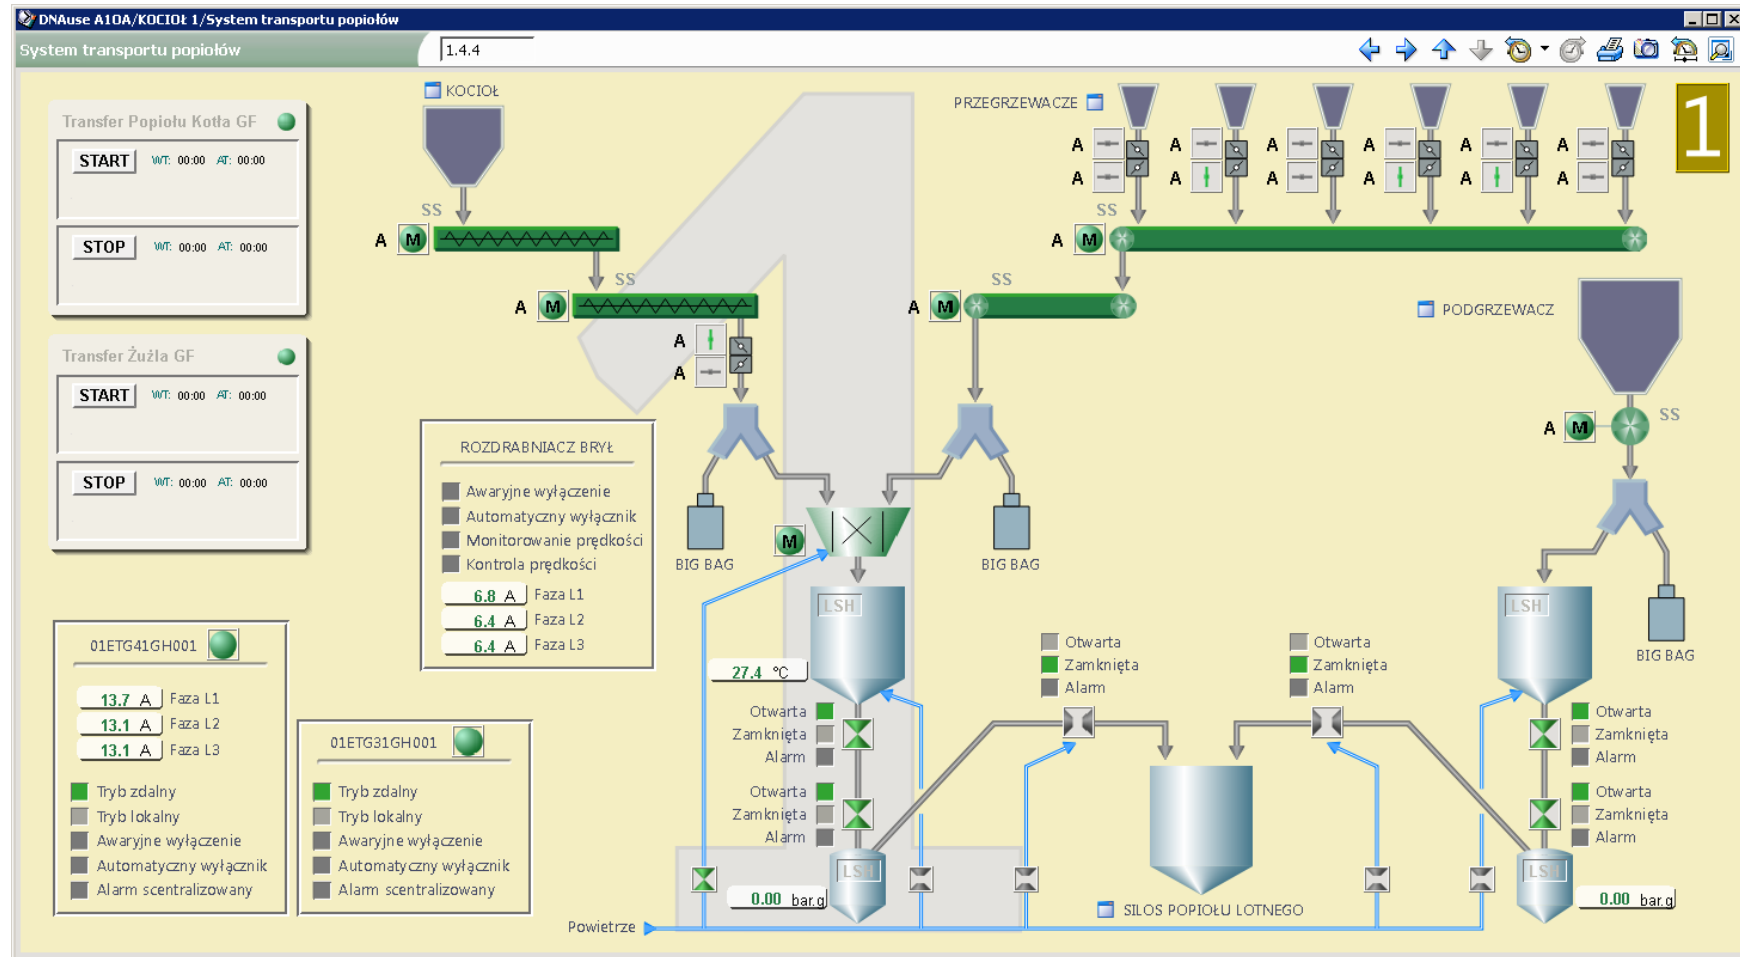 DNAuse A10A/KOCIOŁ 1/System transportu popiołów
System transportu popiołów
1.4.4
KOCIOŁ
PRZEGRZEWACZE
1
Transfer Popiołu Kotła GF
START WT: 00:00 AT: 00:00
STOP WT: 00:00 AT: 00:00
Transfer Żużla GF
START WT: 00:00 AT: 00:00
STOP WT: 00:00 AT: 00:00
A A A A A A
A A A A A A
SS
A M
SS
A M
SS
A M
SS
A M
A
A
PODGRZEWACZ
SS
A M
ROZDRABNIACZ BRYŁ
Awaryjne wyłączenie
Automatyczny wyłącznik
Monitorowanie prędkości
Kontrola prędkości
6.8 A Faza L1
6.4 A Faza L2
6.4 A Faza L3
BIG BAG
M
BIG BAG
BIG BAG
LSH
27.4 °C
LSH
01ETG41GH001
13.7 A Faza L1
13.1 A Faza L2
13.1 A Faza L3
Tryb zdalny
Tryb lokalny
Awaryjne wyłączenie
Automatyczny wyłącznik
Alarm scentralizowany
01ETG31GH001
Tryb zdalny
Tryb lokalny
Awaryjne wyłączenie
Automatyczny wyłącznik
Alarm scentralizowany
Otwarta
Zamknięta
Alarm
Otwarta
Zamknięta
Alarm
Otwarta
Zamknięta
Alarm
Otwarta
Zamknięta
Alarm
Otwarta
Zamknięta
Alarm
Otwarta
Zamknięta
Alarm
LSH
0.00 bar.g
LSH
0.00 bar.g
SILOS POPIOŁU LOTNEGO
Powietrze